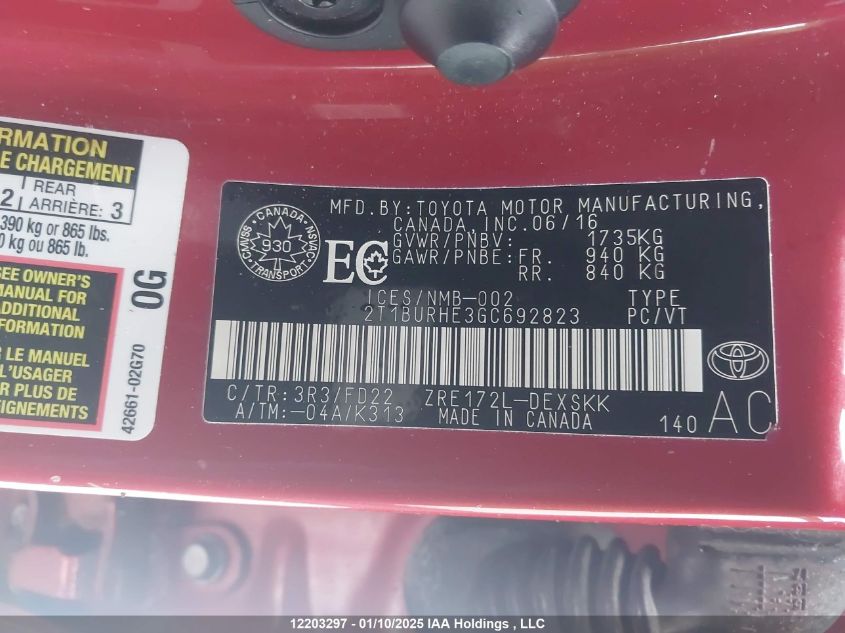 RMATION
E CHARGEMENT
2 REAR ARRIÈRE: 3
390 kg or 865 lbs.
0 kg ou 865 lb.
SEE OWNER'S
MANUAL FOR
ADDITIONAL
FORMATION
R LE MANUEL
L'USAGER
R PLUS DE
SEIGNEMENTS
0G
42661-02G70
MFD.BY:TOYOTA MOTOR MANUFACTURING,
CANADA, INC.06/16
GVWR/PNBV: 1735KG
GAWR/PNBE: FR. 940 KG
RR. 840 KG
CANADA
CMVSS 930 NSVAC
TRANSPORT
EC
ICES/NMB-002 TYPE
2T1BURHE3GC692823 PC/VT
C/TR: 3R3/FD22 ZRE172L-DEXSKK
A/TM:-04A/K313 MADE IN CANADA
140 AC
12203297 - 01/10/2025 IAA Holdings , LLC